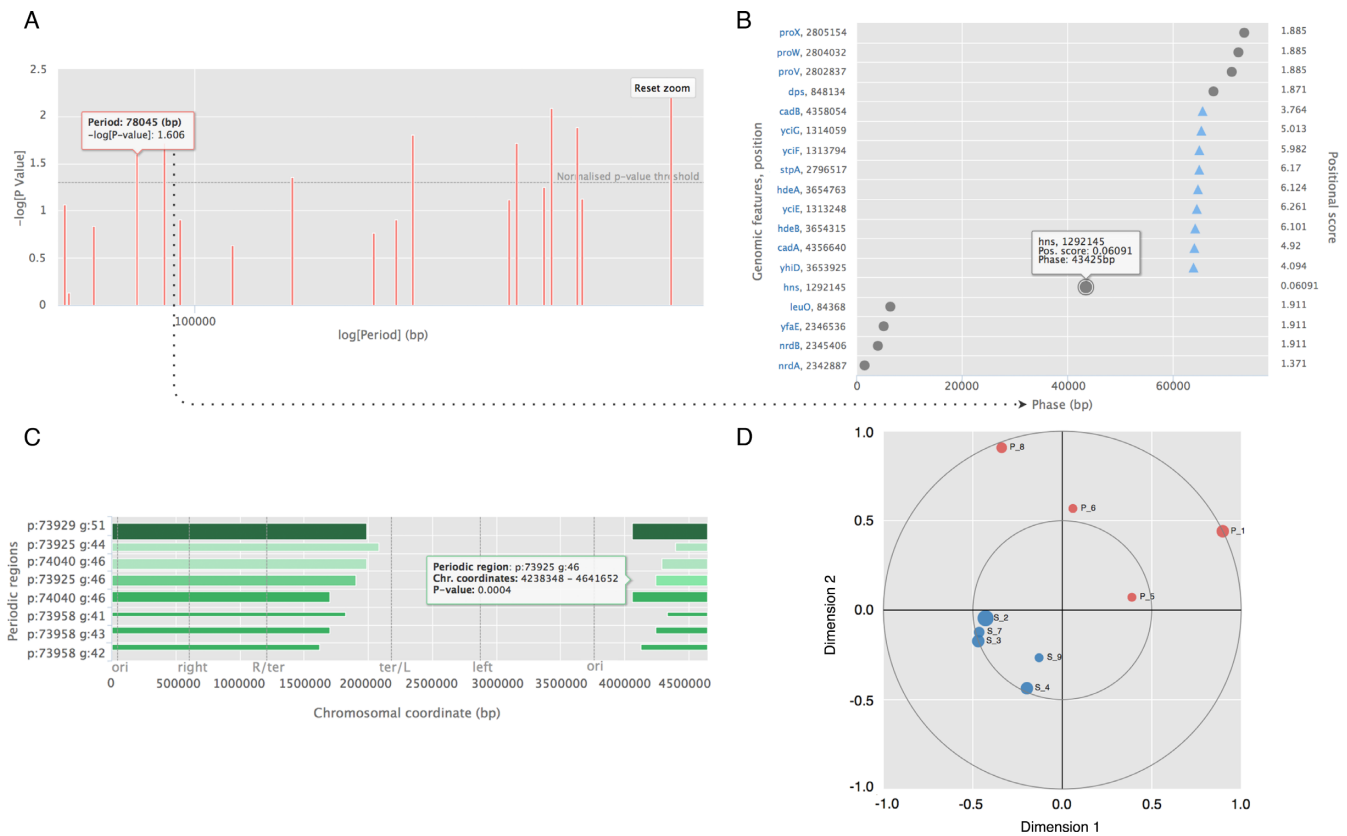 A
2.5
2
1.5
1
0.5
0
-log[P Value]
Reset zoom
Period: 78045 (bp)
-log[P-value]: 1.606
Normalised p-value threshold
100000
log[Period] (bp)
B
Genomic features, position
Positional score
proX, 2805154 1.885
proW, 2804032 1.885
proV, 2802837 1.885
dps, 848134 1.871
cadB, 4358054 3.764
yciG, 1314059 5.013
yciF, 1313794 5.982
stpA, 2796517 6.17
hdeA, 3654763 6.124
yciE, 1313248 6.261
hdeB, 3654315 6.101
cadA, 4356640 4.92
yhiD, 3653925 4.094
hns, 1292145 0.06091
leuO, 84368 1.911
yfaE, 2346536 1.911
nrdB, 2345406 1.911
nrdA, 2342887 1.371
hns, 1292145
Pos. score: 0.06091
Phase: 43425bp
0 20000 40000 60000
Phase (bp)
C
Periodic regions
p:73929 g:51
p:73925 g:44
p:74040 g:46
p:73925 g:46
p:74040 g:46
p:73958 g:41
p:73958 g:43
p:73958 g:42
Periodic region: p:73925 g:46
Chr. coordinates: 4238348 - 4641652
P-value: 0.0004
ori right R/ter ter/L left ori
0 500000 1000000 1500000 2000000 2500000 3000000 3500000 4000000 4500000
Chromosomal coordinate (bp)
D
1.0
0.5
0.0
-0.5
-1.0
Dimension 2
P_8
P_6
P_1
P_5
S_2
S_7
S_3
S_9
S_4
-1.0 -0.5 0.0 0.5 1.0
Dimension 1